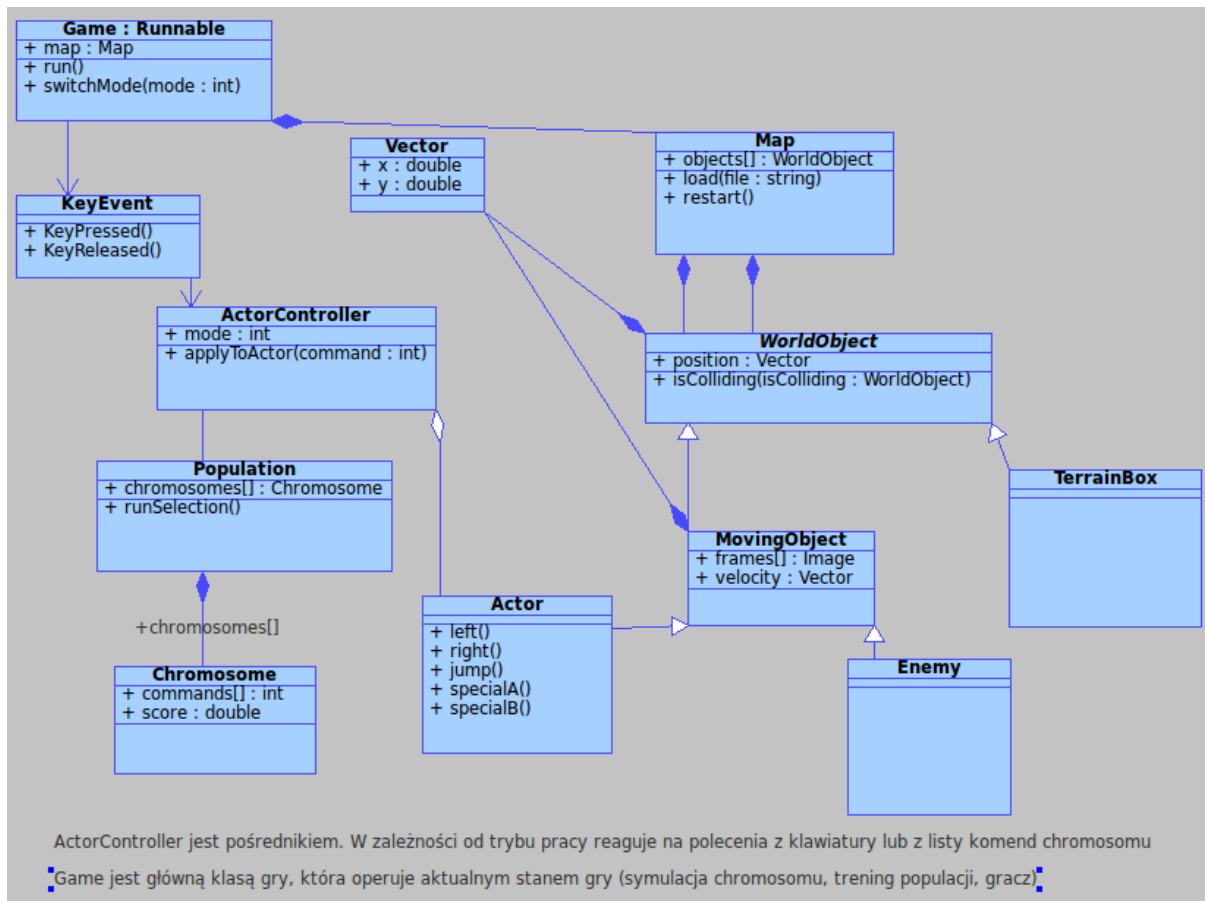 Game : Runnable
+ map : Map
+ run()
+ switchMode(mode : int)
Vector
+ x : double
+ y : double
Map
+ objects[] : WorldObject
+ load(file : string)
+ restart()
KeyEvent
+ KeyPressed()
+ KeyReleased()
ActorController
+ mode : int
+ applyToActor(command : int)
WorldObject
+ position : Vector
+ isColliding(isColliding : WorldObject)
Population
+ chromosomes[] : Chromosome
+ runSelection()
TerrainBox
MovingObject
+ frames[] : Image
+ velocity : Vector
+chromosomes[]
Actor
+ left()
+ right()
+ jump()
+ specialA()
+ specialB()
Chromosome
+ commands[] : int
+ score : double
Enemy
ActorController jest pośrednikiem. W zależności od trybu pracy reaguje na polecenia z klawiatury lub z listy komend chromosomu
Game jest główną klasą gry, która operuje aktualnym stanem gry (symulacja chromosomu, trening populacji, gracz)